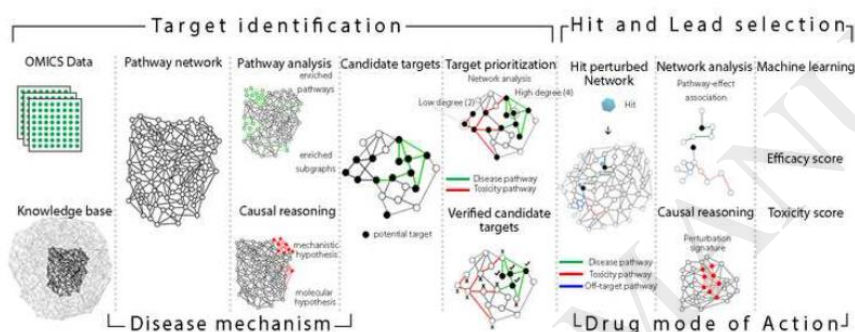 Target identification
Hit and Lead selection
OMICS Data
Pathway network
Pathway analysis
Candidate targets
Target prioritization
Hit perturbed
Network
Network analysis
Machine learning
enriched
pathways
Network analysis
Low degree (2)
High degree (4)
Hit
Pathway-effect
association
enriched
subgraphs
Disease pathway
Toxicity pathway
Efficacy score
Knowledge base
Causal reasoning
Verified candidate
targets
Causal reasoning
Toxicity score
mechanistic
hypothesis
potential target
Perturbation
signature
molecular
hypothesis
Disease pathway
Toxicity pathway
Off-target pathway
Disease mechanism
Drug mode of Action
MANU